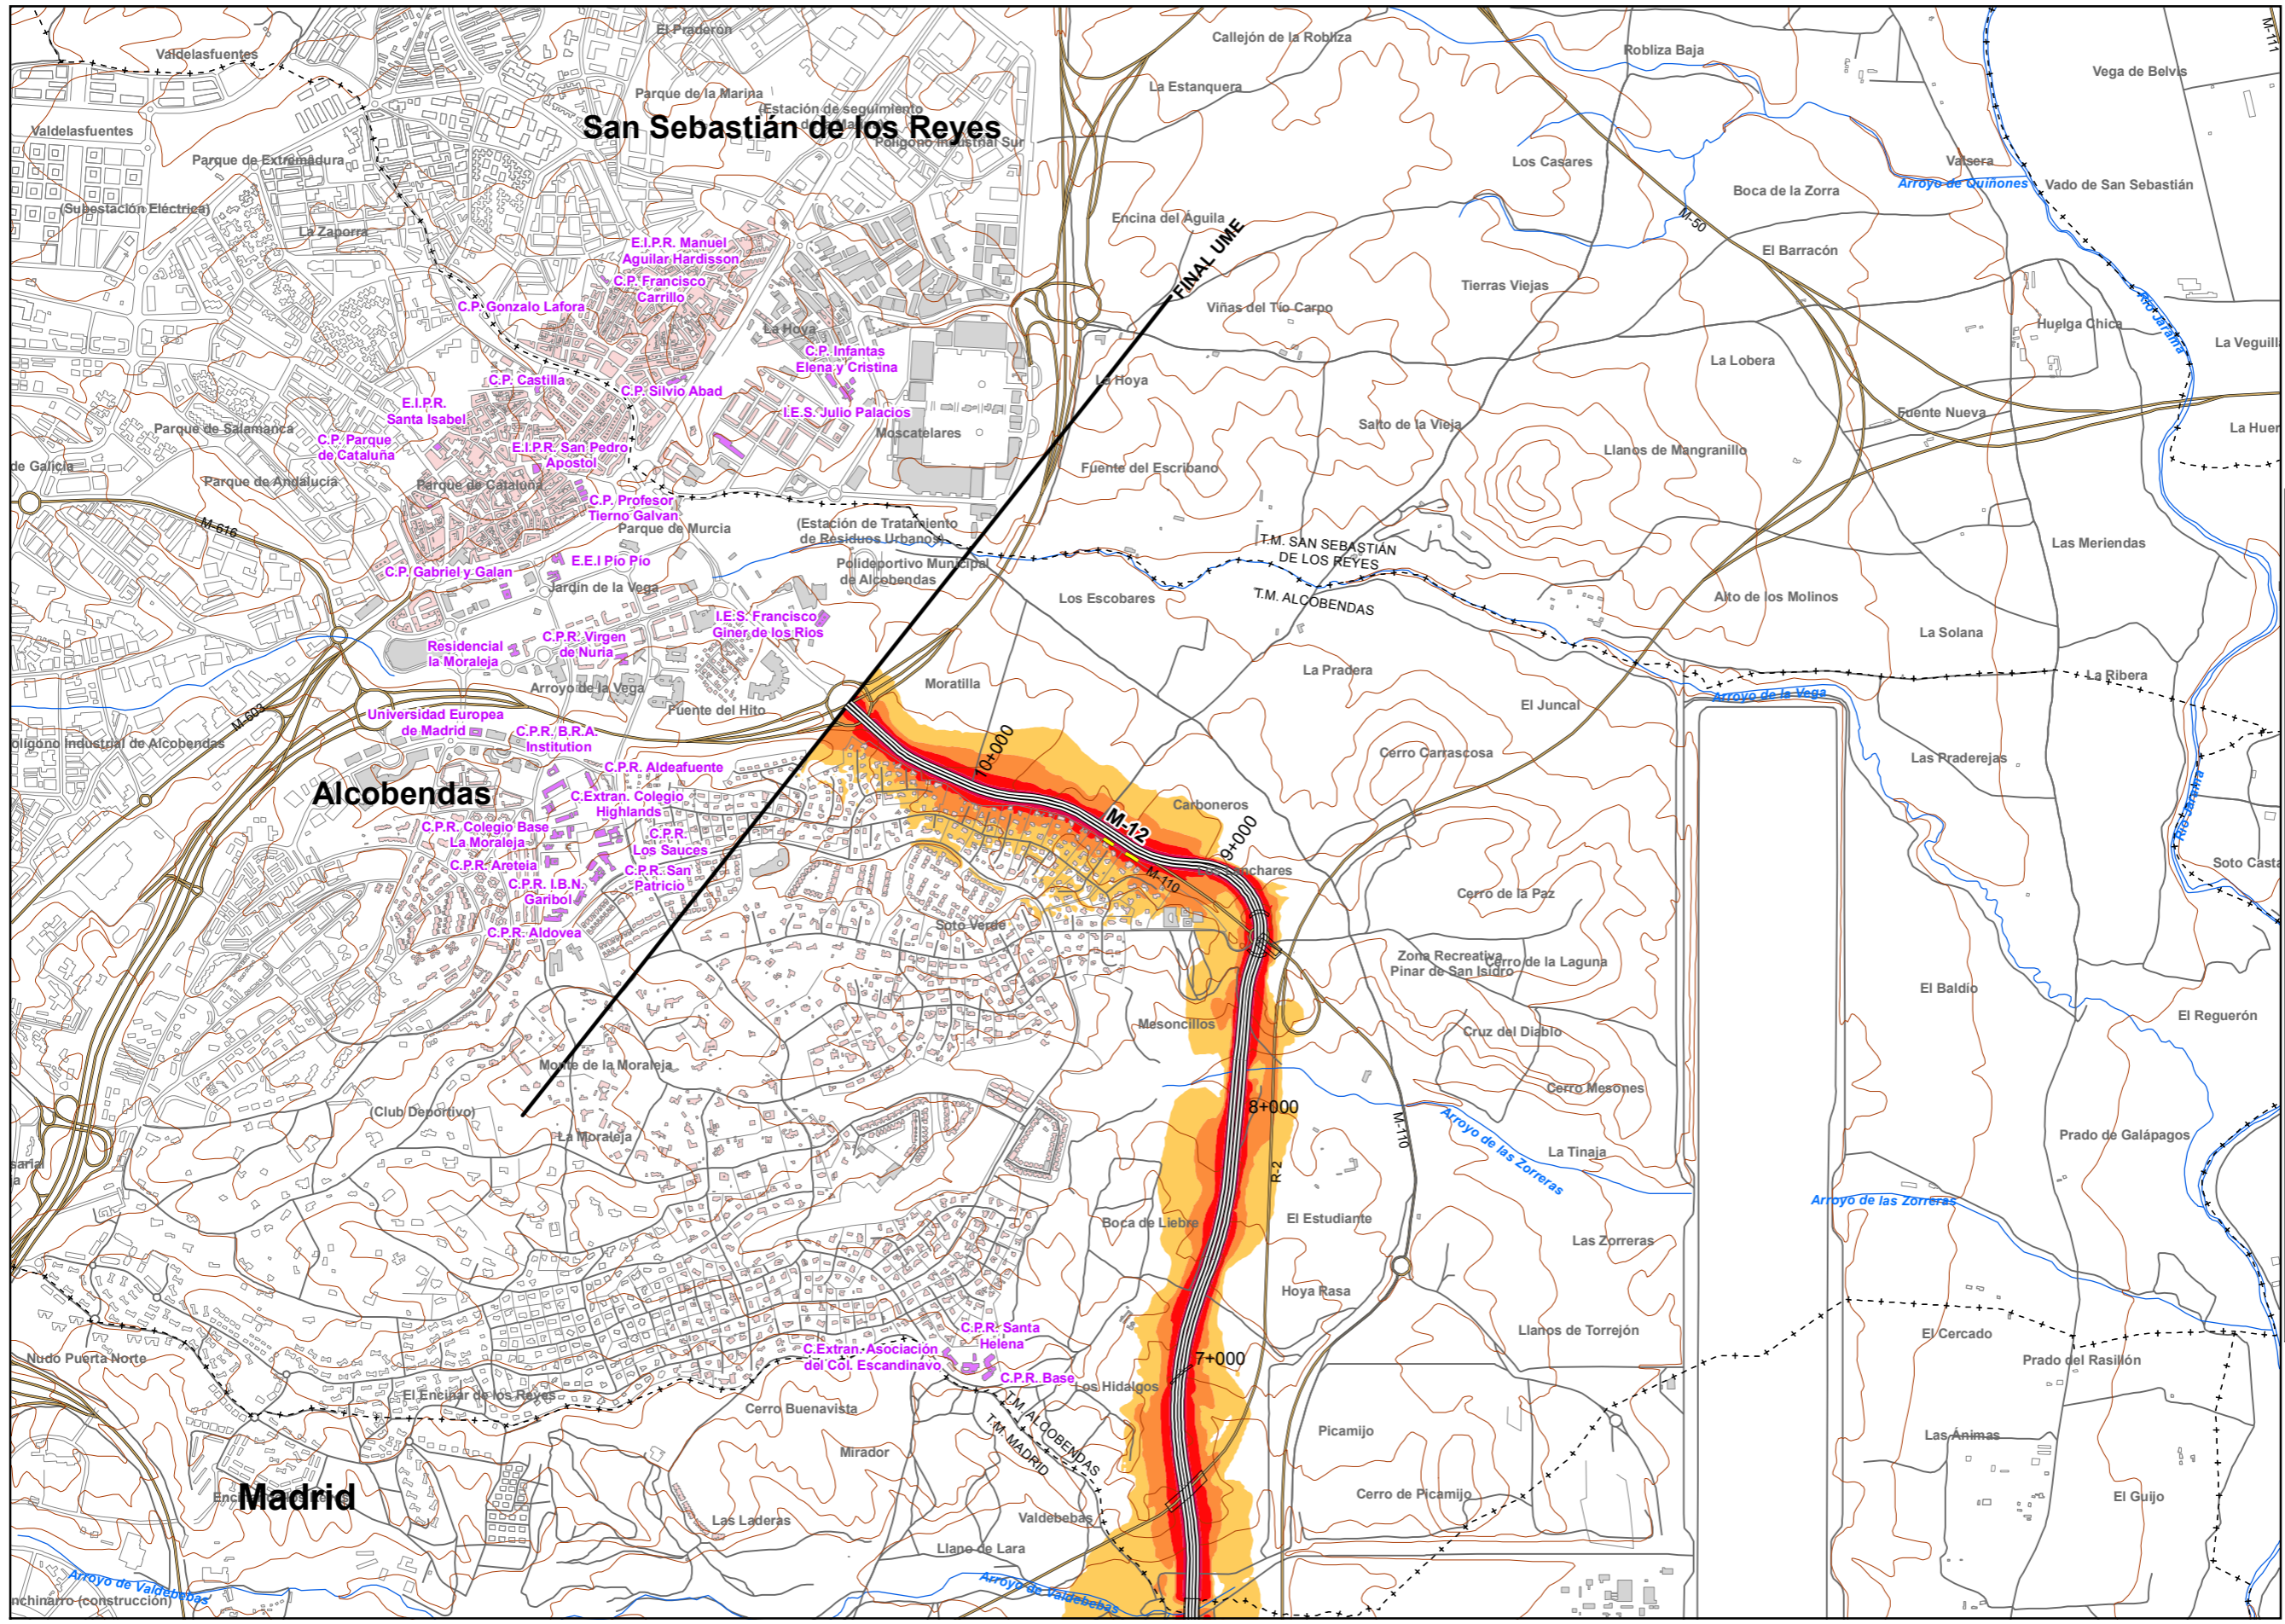 El Praderón
Callejón de la Robliza
Robliza Baja
M-111
Valdelasfuentes
Vega de Belvis
La Estanquera
Parque de la Marina
(Estación de seguimiento
San Sebastián de los Reyes
Valdelasfuentes
Polígono Industrial Sur
Parque de Extremadura
Los Casares
Valsera
Arroyo de Quiñones
Vado de San Sebastián
Boca de la Zorra
(Subestación Eléctrica)
La Zaporra
Encina del Águila
M-50
E.I.P.R. Manuel
Aguilar Hardisson
El Barracón
FINAL UME
C.P. Francisco
Carrillo
Tierras Viejas
C.P. Gonzalo Lafora
Viñas del Tío Carpo
Río Jarama
Huelga Chica
La Hoya
La Veguill
C.P. Infantas
Elena y Cristina
La Lobera
C.P. Castilla
La Hoya
C.P. Silvio Abad
E.I.P.R.
Santa Isabel
I.E.S. Julio Palacios
Fuente Nueva
Parque de Salamanca
Salto de la Vieja
La Huer
C.P. Parque
de Cataluña
Moscatelares
E.I.P.R. San Pedro
Apostol
Llanos de Mangranillo
de Galicia
Fuente del Escribano
Parque de Andalucía
Parque de Cataluña
C.P. Profesor
Tierno Galvan
M-616
Parque de Murcia
(Estación de Tratamiento
de Residuos Urbanos)
T.M. SAN SEBASTIÁN
DE LOS REYES
Las Meriendas
E.E.I Pio Pio
Polideportivo Municipal
de Alcobendas
C.P. Gabriel y Galan
Jardín de la Vega
Los Escobares
T.M. ALCOBENDAS
Alto de los Molinos
I.E.S. Francisco
Giner de los Rios
La Solana
C.P.R. Virgen
de Nuria
Residencial
la Moraleja
La Pradera
La Ribera
Arroyo de la Vega
Moratilla
Arroyo de la Vega
El Juncal
Fuente del Hito
M-603
Universidad Europea
de Madrid
C.P.R. B.R.A.
Institution
olígono Industrial de Alcobendas
10+000
Cerro Carrascosa
Las Praderejas
C.P.R. Aldeafuente
Alcobendas
C.Extran. Colegio
Highlands
Carboneros
Río Jarama
M-12
9+000
C.P.R. Colegio Base
La Moraleja
C.P.R.
Los Sauces
C.P.R. Areteia
Soto Casta
C.P.R. San
Patricio
M-110
C.P.R. I.B.N.
Garibol
Cerro de la Paz
C.P.R. Aldovea
Soto Verde
Zona Recreativa
Pinar de San Isidro
Cerro de la Laguna
El Baldío
Mesoncillos
El Reguerón
Cruz del Diablo
Monte de la Moraleja
Cerro Mesones
(Club Deportivo)
8+000
Arroyo de las Zorreras
M-110
La Moraleja
Prado de Galápagos
sarial
a
La Tinaja
R-2
Arroyo de las Zorreras
Boca de Liebre
El Estudiante
Las Zorreras
Hoya Rasa
C.P.R. Santa
Helena
Llanos de Torrejón
El Cercado
C.Extran. Asociación
del Col. Escandinavo
Nudo Puerta Norte
7+000
Prado del Rasillón
C.P.R. Base
Los Hidalgos
El Encinar de los Reyes
Cerro Buenavista
T.M. ALCOBENDAS
T.M. MADRID
Picamijo
Las Ánimas
Mirador
Madrid
Cerro de Picamijo
El Guijo
Las Laderas
Valdebebas
Llano de Lara
Arroyo de Valdebebas
Arroyo de Valdebebas
nchinarro (construcción)